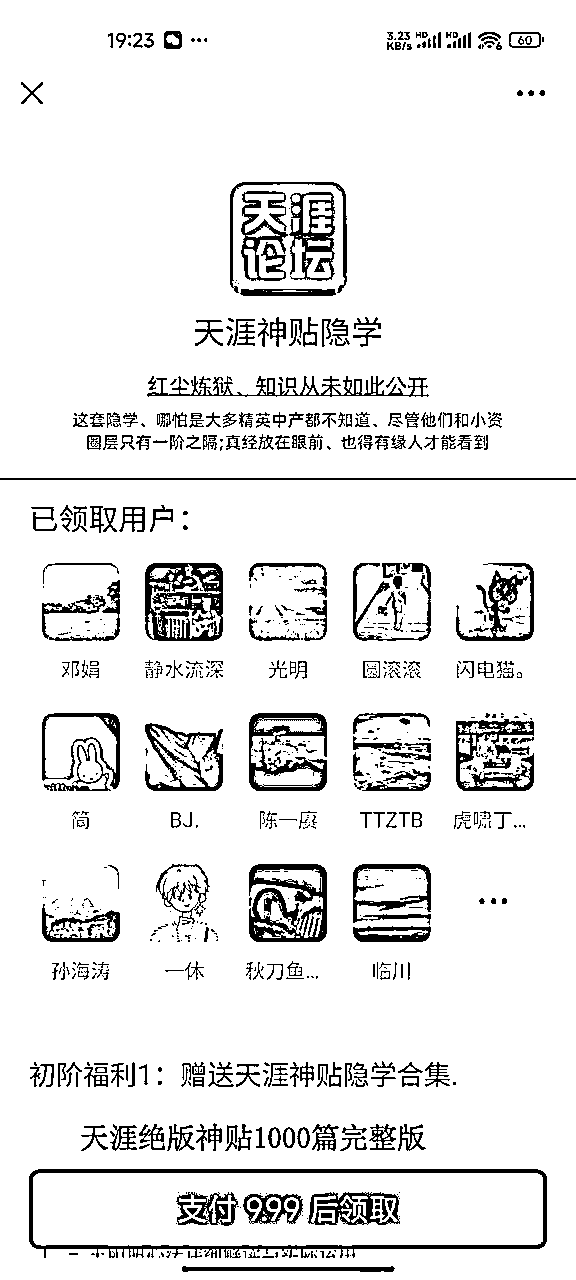 19:23 ...
3.23 KB/s HD HD 60
天涯
论坛
天涯神贴隐学
红尘炼狱、知识从未如此公开
这套隐学、哪怕是大多精英中产都不知道、尽管他们和小资
圈层只有一阶之隔;真经放在眼前、也得有缘人才能看到
已领取用户：
邓娟 静水流深 光明 圆滚滚 闪电猫。
简 BJ. 陈一赓 TTZTB 虎啸丁...
孙海涛 一休 秋刀鱼... 临川 ...
初阶福利1：赠送天涯神贴隐学合集.
天涯绝版神贴1000篇完整版
支付 9.99 后领取